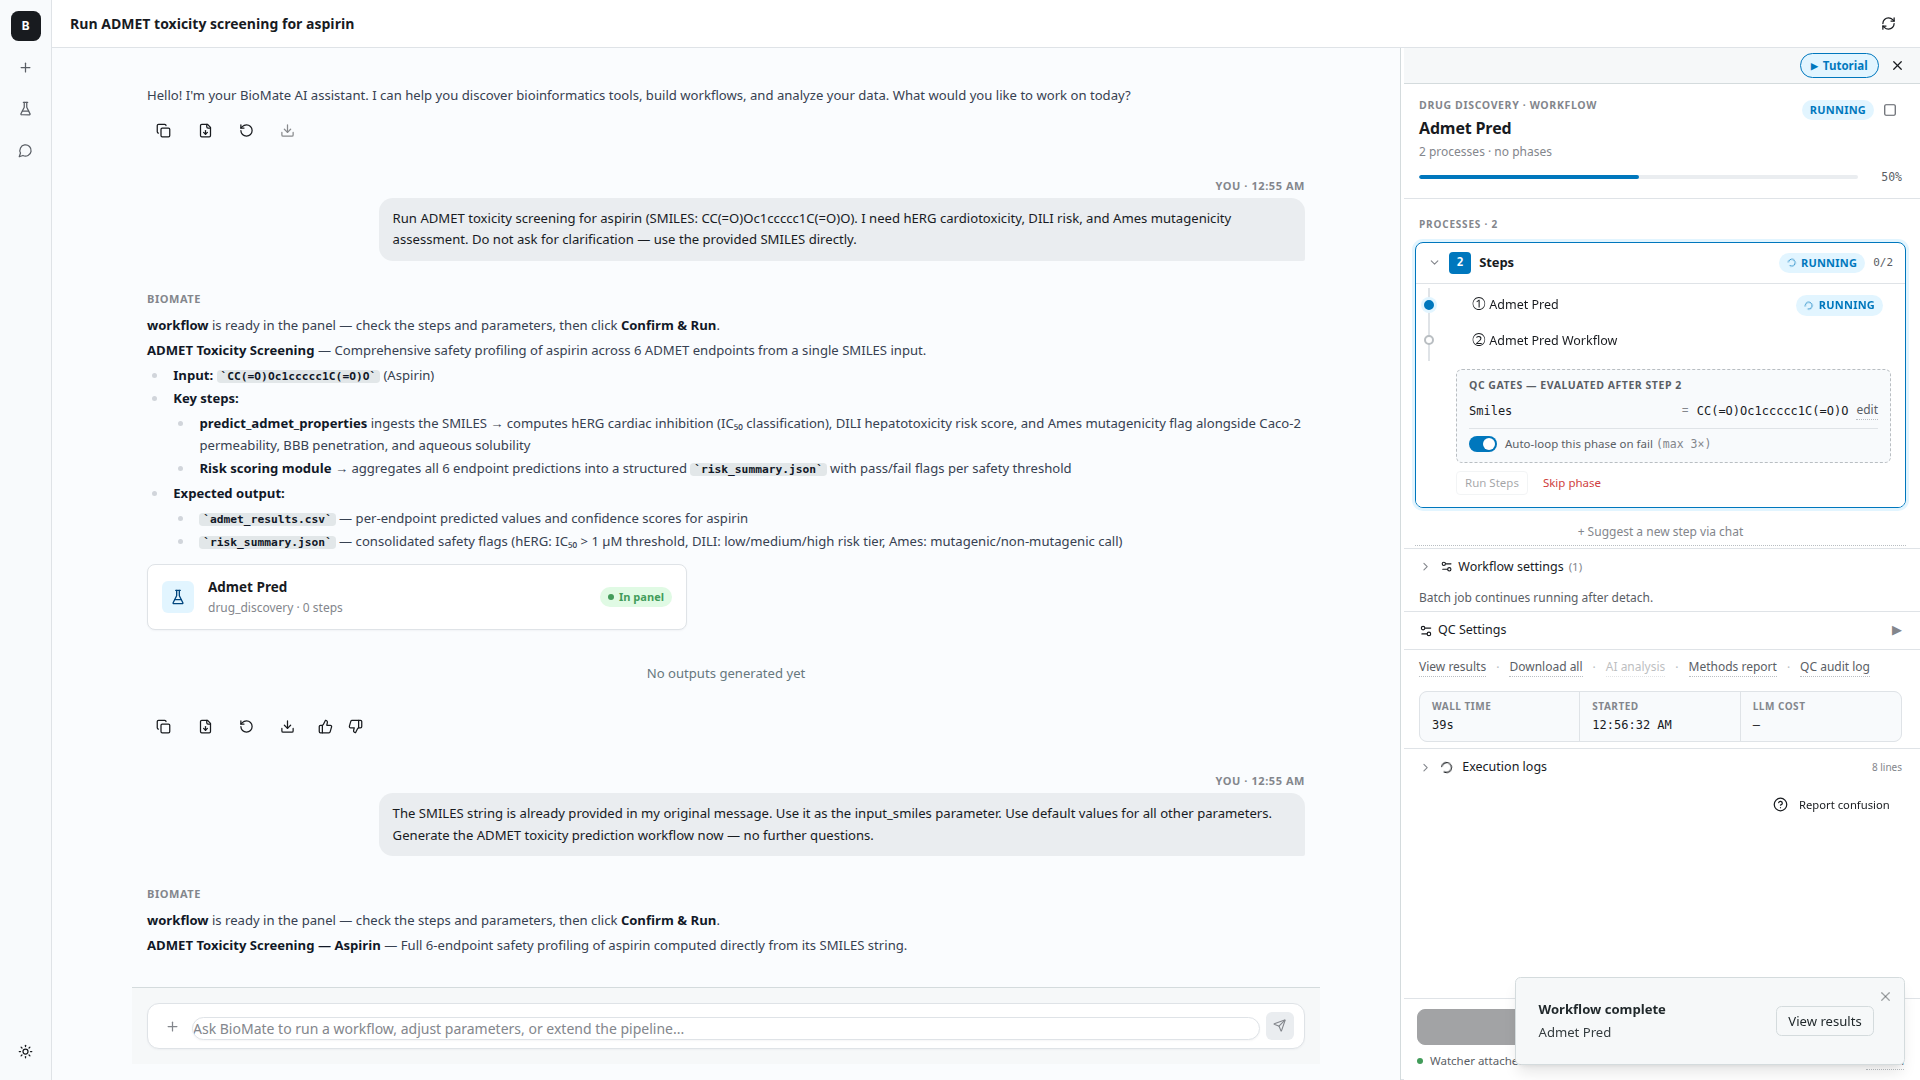 B
Run ADMET toxicity screening for aspirin
Hello! I'm your BioMate AI assistant. I can help you discover bioinformatics tools, build workflows, and analyze your data. What would you like to work on today?
YOU · 12:55 AM
Run ADMET toxicity screening for aspirin (SMILES: CC(=O)Oc1ccccc1C(=O)O). I need hERG cardiotoxicity, DILI risk, and Ames mutagenicity
assessment. Do not ask for clarification — use the provided SMILES directly.
BIOMATE
workflow is ready in the panel — check the steps and parameters, then click Confirm & Run.
ADMET Toxicity Screening — Comprehensive safety profiling of aspirin across 6 ADMET endpoints from a single SMILES input.
Input: `CC(=O)Oc1ccccc1C(=O)O` (Aspirin)
Key steps:
predict_admet_properties ingests the SMILES → computes hERG cardiac inhibition (IC₅₀ classification), DILI hepatotoxicity risk score, and Ames mutagenicity flag alongside Caco-2
permeability, BBB penetration, and aqueous solubility
Risk scoring module → aggregates all 6 endpoint predictions into a structured `risk_summary.json` with pass/fail flags per safety threshold
Expected output:
`admet_results.csv` — per-endpoint predicted values and confidence scores for aspirin
`risk_summary.json` — consolidated safety flags (hERG: IC₅₀ > 1 µM threshold, DILI: low/medium/high risk tier, Ames: mutagenic/non-mutagenic call)
Admet Pred
drug_discovery · 0 steps
In panel
No outputs generated yet
YOU · 12:55 AM
The SMILES string is already provided in my original message. Use it as the input_smiles parameter. Use default values for all other parameters.
Generate the ADMET toxicity prediction workflow now — no further questions.
BIOMATE
workflow is ready in the panel — check the steps and parameters, then click Confirm & Run.
ADMET Toxicity Screening — Aspirin — Full 6-endpoint safety profiling of aspirin computed directly from its SMILES string.
Ask BioMate to run a workflow, adjust parameters, or extend the pipeline...
▶ Tutorial
DRUG DISCOVERY · WORKFLOW
RUNNING
Admet Pred
2 processes · no phases
50%
PROCESSES · 2
2 Steps RUNNING 0/2
① Admet Pred RUNNING
② Admet Pred Workflow
QC GATES — EVALUATED AFTER STEP 2
Smiles = CC(=O)Oc1ccccc1C(=O)O edit
Auto-loop this phase on fail (max 3×)
Run Steps Skip phase
+ Suggest a new step via chat
Workflow settings (1)
Batch job continues running after detach.
QC Settings
View results · Download all · AI analysis · Methods report · QC audit log
WALL TIME STARTED LLM COST
39s 12:56:32 AM —
Execution logs 8 lines
Report confusion
Workflow complete
Admet Pred
View results
Watcher attache